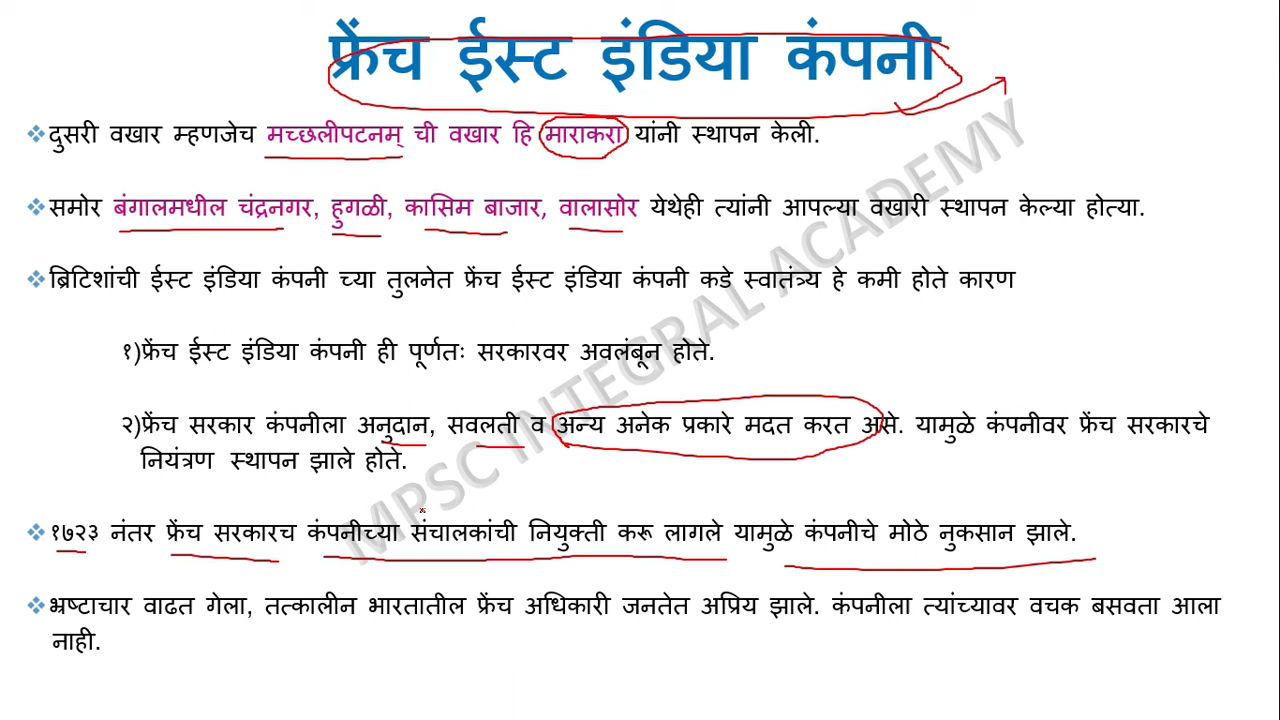 फ्रेंच ईस्ट इंडिया कंपनी
दुसरी वखार म्हणजेच मच्छलीपटनम् ची वखार हि माराकरा यांनी स्थापन केली.
समोर बंगालमधील चंद्रनगर, हुगळी, कासिम बाजार, वालासोर येथेही त्यांनी आपल्या वखारी स्थापन केल्या होत्या.
ब्रिटिशांची ईस्ट इंडिया कंपनी च्या तुलनेत फ्रेंच ईस्ट इंडिया कंपनी कडे स्वातंत्र्य हे कमी होते कारण
१)फ्रेंच ईस्ट इंडिया कंपनी ही पूर्णतः सरकारवर अवलंबून होते.
२)फ्रेंच सरकार कंपनीला अनुदान, सवलती व अन्य अनेक प्रकारे मदत करत असे. यामुळे कंपनीवर फ्रेंच सरकारचे
नियंत्रण स्थापन झाले होते.
१७२३ नंतर फ्रेंच सरकारच कंपनीच्या संचालकांची नियुक्ती करू लागले यामुळे कंपनीचे मोठे नुकसान झाले.
भ्रष्टाचार वाढत गेला, तत्कालीन भारतातील फ्रेंच अधिकारी जनतेत अप्रिय झाले. कंपनीला त्यांच्यावर वचक बसवता आला
नाही.
MPSC INTEGRAL ACADEMY